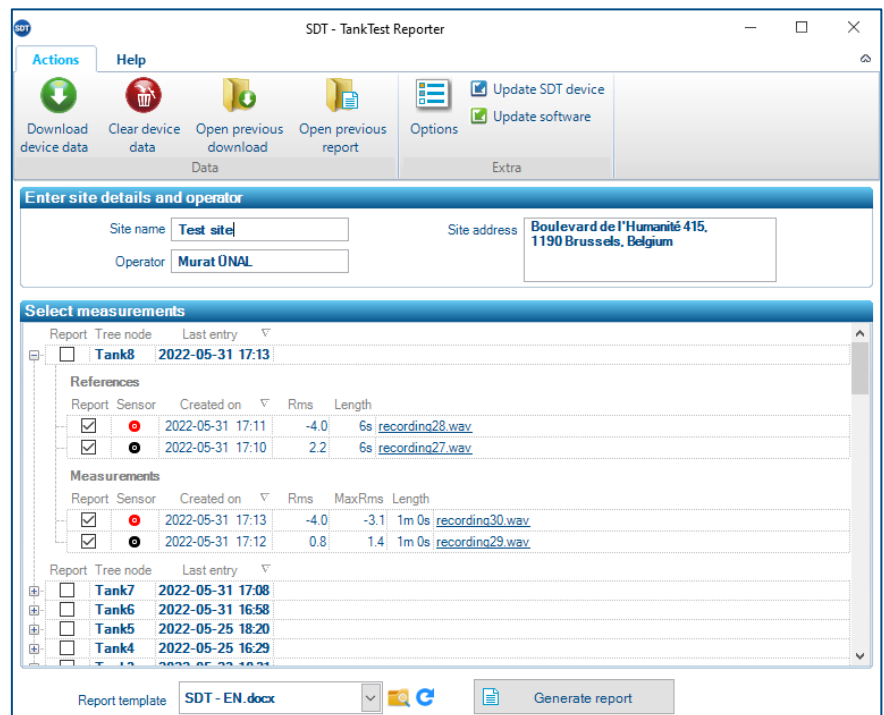 SDT
SDT - TankTest Reporter
Actions Help
Download device data
Clear device data
Open previous download
Open previous report
Data
Options
Update SDT device
Update software
Extra
Enter site details and operator
Site name Test site
Operator Murat ÜNAL
Site address Boulevard de l'Humanité 415,
1190 Brussels, Belgium
Select measurements
Report Tree node Last entry
Tank8 2022-05-31 17:13
References
Report Sensor Created on Rms Length
2022-05-31 17:11 -4.0 6s recording28.wav
2022-05-31 17:10 2.2 6s recording27.wav
Measurements
Report Sensor Created on Rms MaxRms Length
2022-05-31 17:13 -4.0 -3.1 1m 0s recording30.wav
2022-05-31 17:12 0.8 1.4 1m 0s recording29.wav
Report Tree node Last entry
Tank7 2022-05-31 17:08
Tank6 2022-05-31 16:58
Tank5 2022-05-25 18:20
Tank4 2022-05-25 16:29
Report template SDT - EN.docx Generate report